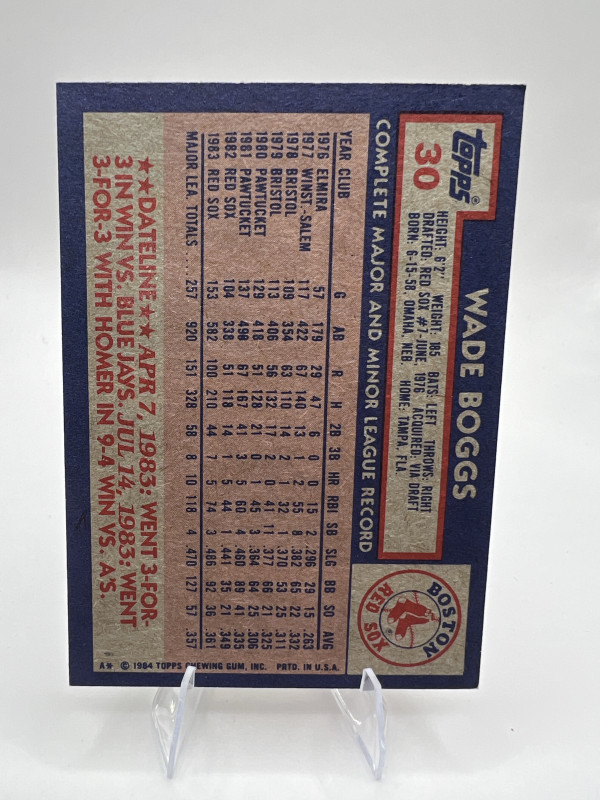 topps®
30
WADE BOGGS
HEIGHT: 6'2" WEIGHT: 185 BATS: LEFT THROWS: RIGHT
DRAFTED: RED SOX #7-JUNE, 1976 ACQUIRED: VIA DRAFT
BORN: 6-15-58 OMAHA, NEB. HOME: TAMPA, FLA.
BOSTON
RED SOX
COMPLETE MAJOR AND MINOR LEAGUE RECORD
YEAR CLUB G AB R H 2B 3B HR RBI SB SLG BB SO AVG
1976 ELMIRA 57 179 29 47 6 0 0 15 2 .296 29 15 .263
1977 WINST.-SALEM 117 422 67 140 13 1 2 55 8 .382 65 22 .332
1978 BRISTOL 109 354 63 110 14 2 1 32 1 .370 53 25 .311
1979 BRISTOL 113 406 56 132 17 2 0 41 11 .377 66 21 .325
1980 PAWTUCKET 129 418 51 128 21 0 1 45 3 .364 64 25 .306
1981 PAWTUCKET 137 498 67 167 41 3 5 60 4 .460 89 41 .335
1982 RED SOX 104 338 51 118 14 1 5 44 1 .441 35 21 .349
1983 RED SOX 153 582 100 210 44 7 5 74 3 .486 92 36 .361
MAJOR LEA. TOTALS .... 257 920 151 328 58 8 10 118 4 .470 127 57 .357
★★DATELINE★★ APR 7, 1983: WENT 3-FOR-
3 IN WIN VS. BLUE JAYS. JUL 14, 1983: WENT
3-FOR-3 WITH HOMER IN 9-4 WIN VS. A'S.
A* © 1984 TOPPS CHEWING GUM, INC. PRTD. IN U.S.A.